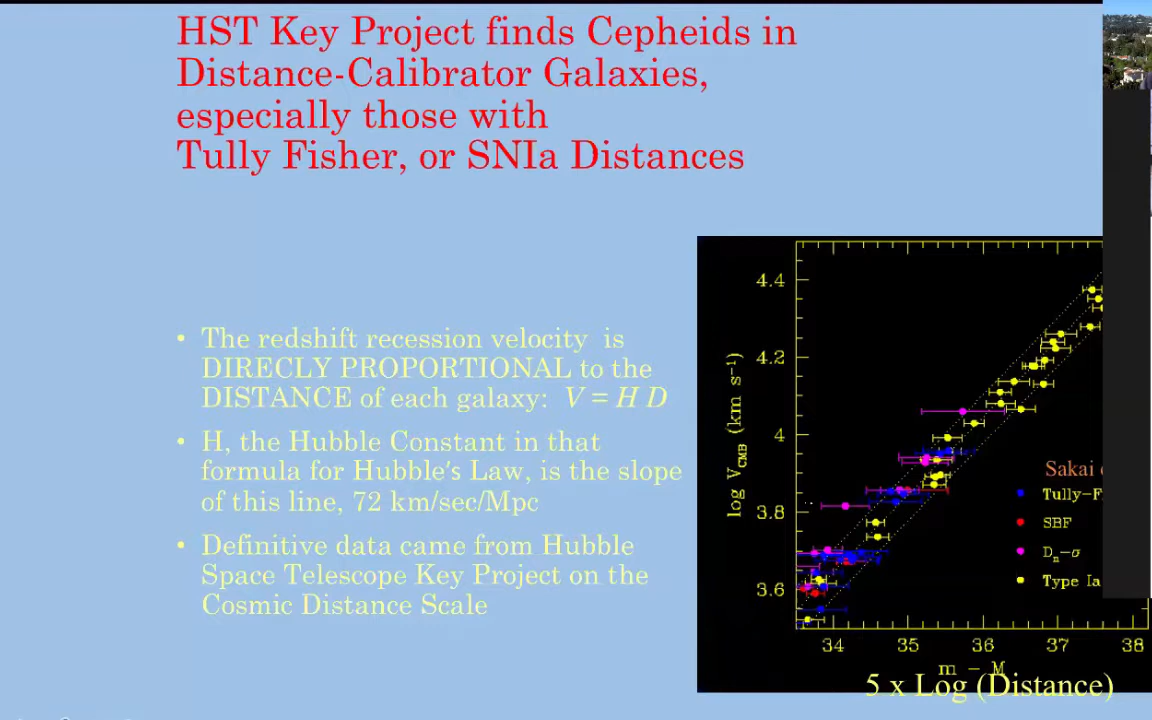 HST Key Project finds Cepheids in
Distance-Calibrator Galaxies,
especially those with
Tully Fisher, or SNIa Distances
• The redshift recession velocity is
DIRECLY PROPORTIONAL to the
DISTANCE of each galaxy: V = H D
• H, the Hubble Constant in that
formula for Hubble's Law, is the slope
of this line, 72 km/sec/Mpc
• Definitive data came from Hubble
Space Telescope Key Project on the
Cosmic Distance Scale
log V_CMB (km s⁻¹)
4.4
4.2
4
3.8
3.6
Sakai
Tully-F
SBF
Dₙ-σ
Type Ia
34 35 36 37 38
m - M
5 x Log (Distance)